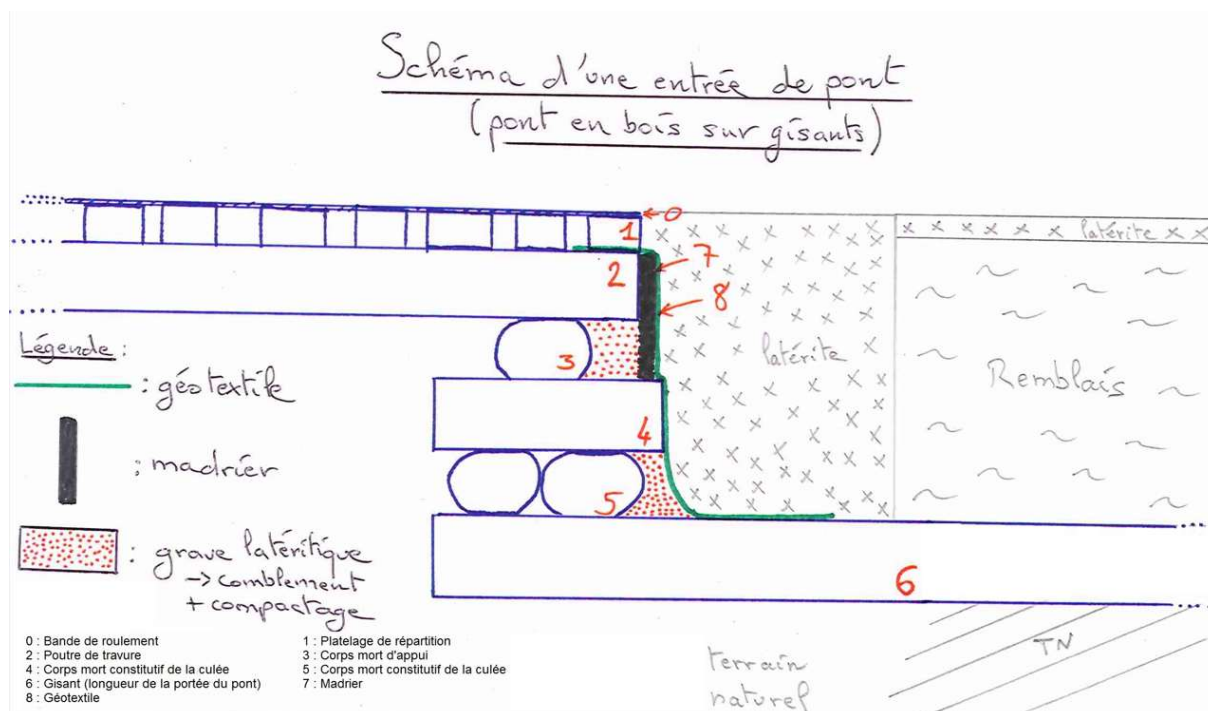 Schéma d'une entrée de pont
(pont en bois sur gisants)
0
1
latérite
2
7
8
Légende :
: géotextile
3
latérite
Remblais
4
: madrier
5
: grave latéritique
-> comblement
+ compactage
6
0 : Bande de roulement
1 : Platelage de répartition
2 : Poutre de travure
3 : Corps mort d'appui
4 : Corps mort constitutif de la culée
5 : Corps mort constitutif de la culée
6 : Gisant (longueur de la portée du pont)
7 : Madrier
8 : Géotextile
terrain
naturel
TN